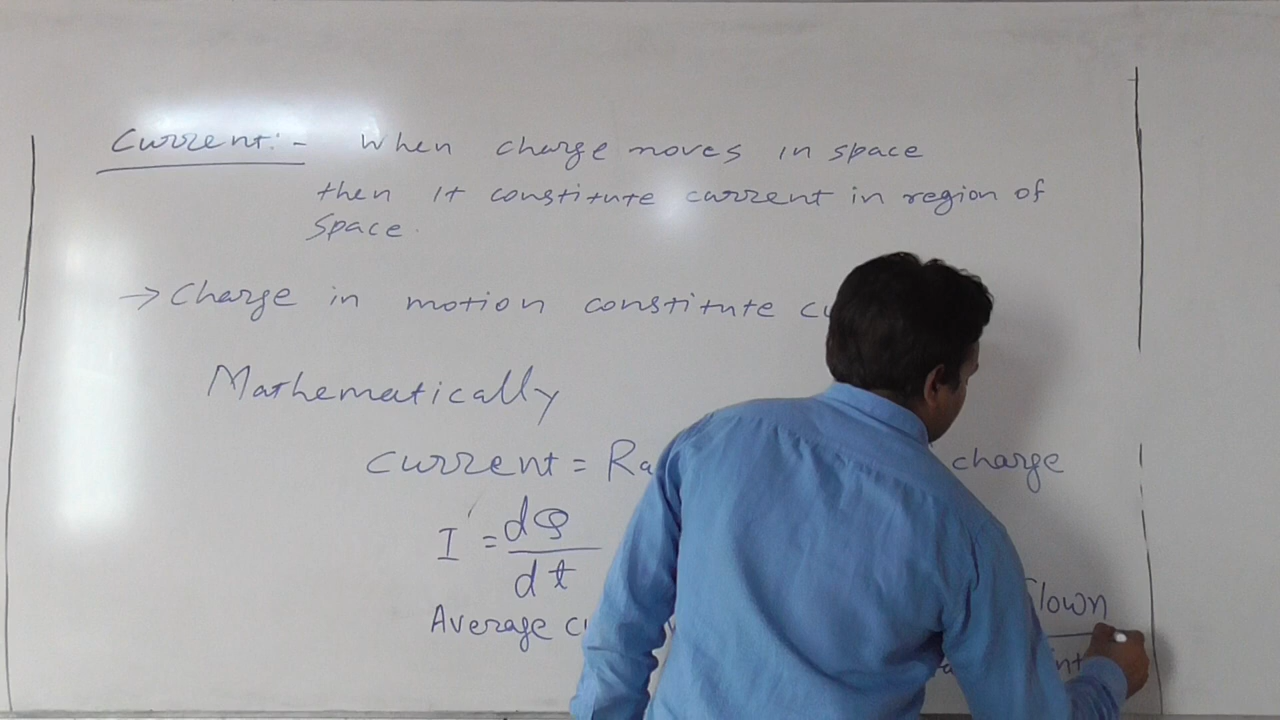 Current:- When charge moves in space
then it constitute current in region of
space.
→ Charge in motion constitute
Mathematically
current = charge
I = dQ
dt
Average
flown